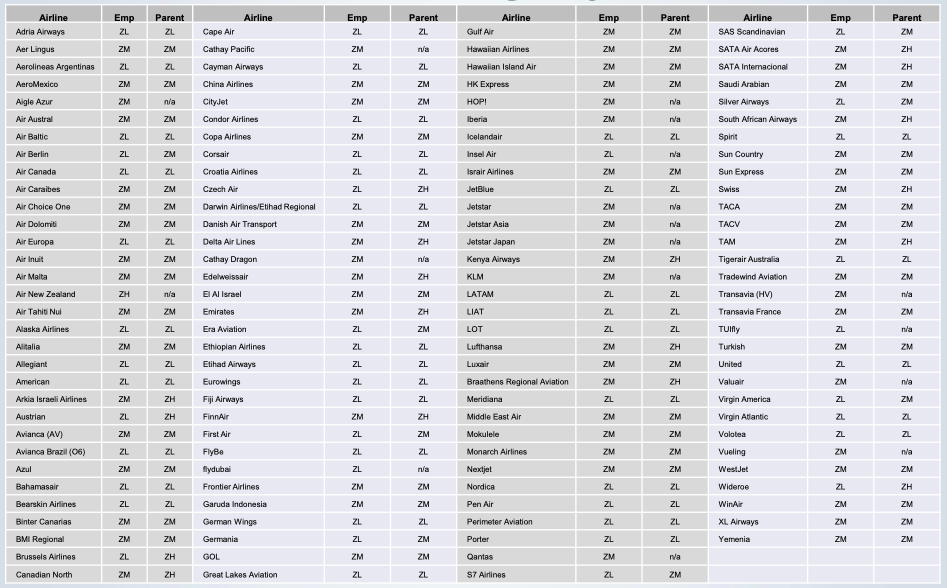 Airline Emp Parent Airline Emp Parent Airline Emp Parent Airline Emp Parent
Adria Airways ZL ZL Cape Air ZL ZL Gulf Air ZM ZM SAS Scandinavian ZL ZM
Aer Lingus ZM ZM Cathay Pacific ZM n/a Hawaiian Airlines ZM ZM SATA Air Acores ZM ZH
Aerolineas Argentinas ZL ZL Cayman Airways ZL ZL Hawaiian Island Air ZM ZM SATA Internacional ZM ZH
AeroMexico ZM ZM China Airlines ZM ZM HK Express ZM ZM Saudi Arabian ZM ZM
Aigle Azur ZM n/a CityJet ZM ZM HOP! ZM n/a Silver Airways ZL ZM
Air Austral ZM ZM Condor Airlines ZL ZL Iberia ZM n/a South African Airways ZM ZH
Air Baltic ZL ZL Copa Airlines ZM ZM Icelandair ZL ZL Spirit ZL ZL
Air Berlin ZL ZM Corsair ZL ZL Insel Air ZL n/a Sun Country ZM ZM
Air Canada ZL ZL Croatia Airlines ZL ZL Israir Airlines ZM ZM Sun Express ZM ZM
Air Caraibes ZM ZM Czech Air ZL ZH JetBlue ZL ZL Swiss ZM ZH
Air Choice One ZM ZM Darwin Airlines/Etihad Regional ZL ZL Jetstar ZM n/a TACA ZM ZM
Air Dolomiti ZM ZM Danish Air Transport ZM ZM Jetstar Asia ZM n/a TACV ZM ZM
Air Europa ZL ZL Delta Air Lines ZM ZH Jetstar Japan ZM n/a TAM ZM ZH
Air Inuit ZM ZM Cathay Dragon ZM n/a Kenya Airways ZM ZH Tigerair Australia ZL ZL
Air Malta ZM ZM Edelweissair ZM ZH KLM ZM n/a Tradewind Aviation ZM ZM
Air New Zealand ZH n/a El Al Israel ZM ZM LATAM ZL ZL Transavia (HV) ZM n/a
Air Tahiti Nui ZM ZM Emirates ZM ZH LIAT ZL ZL Transavia France ZM ZM
Alaska Airlines ZL ZL Era Aviation ZL ZM LOT ZL ZL TUIfly ZL n/a
Alitalia ZM ZM Ethiopian Airlines ZL ZL Lufthansa ZM ZH Turkish ZM ZM
Allegiant ZL ZL Etihad Airways ZL ZL Luxair ZM ZM United ZL ZL
American ZL ZL Eurowings ZL ZL Braathens Regional Aviation ZM ZH Valuair ZM n/a
Arkia Israeli Airlines ZM ZH Fiji Airways ZL ZL Meridiana ZL ZL Virgin America ZL ZM
Austrian ZL ZH FinnAir ZM ZH Middle East Air ZM ZM Virgin Atlantic ZL ZL
Avianca (AV) ZM ZM First Air ZL ZM Mokulele ZM ZM Volotea ZL ZL
Avianca Brazil (O6) ZL ZL FlyBe ZL ZM Monarch Airlines ZM ZM Vueling ZM n/a
Azul ZM ZM flydubai ZL n/a Nextjet ZM ZM WestJet ZM ZM
Bahamasair ZL ZL Frontier Airlines ZM ZM Nordica ZL ZL Wideroe ZL ZH
Bearskin Airlines ZL ZL Garuda Indonesia ZM ZM Pen Air ZL ZL WinAir ZM ZM
Binter Canarias ZM ZM German Wings ZL ZL Perimeter Aviation ZL ZL XL Airways ZM ZM
BMI Regional ZM ZM Germania ZL ZM Porter ZL ZL Yemenia ZM ZM
Brussels Airlines ZL ZH GOL ZM ZM Qantas ZM n/a
Canadian North ZM ZH Great Lakes Aviation ZL ZL S7 Airlines ZL ZM